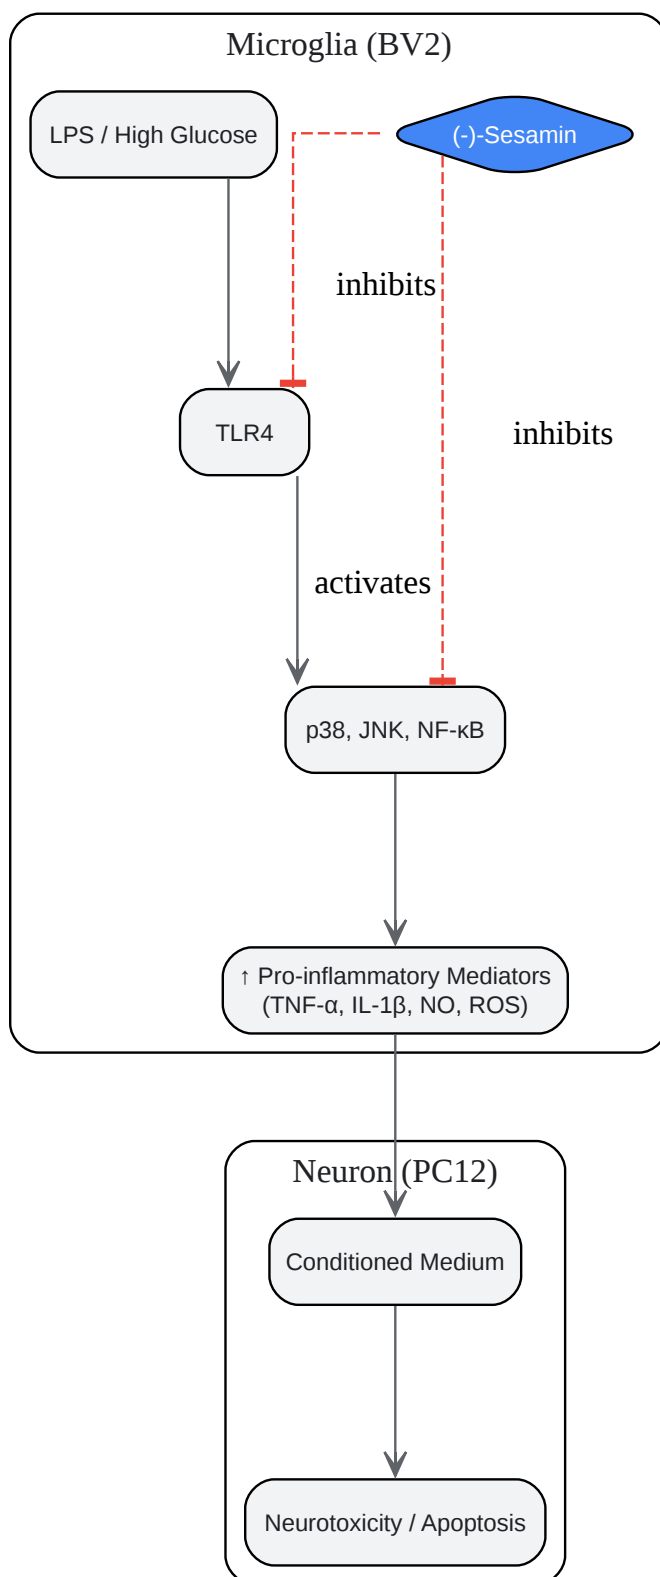 Microglia (BV2)
LPS / High Glucose
(-)-Sesamin
inhibits
TLR4
inhibits
activates
p38, JNK, NF-κB
↑ Pro-inflammatory Mediators
(TNF-α, IL-1β, NO, ROS)
Neuron (PC12)
Conditioned Medium
Neurotoxicity / Apoptosis